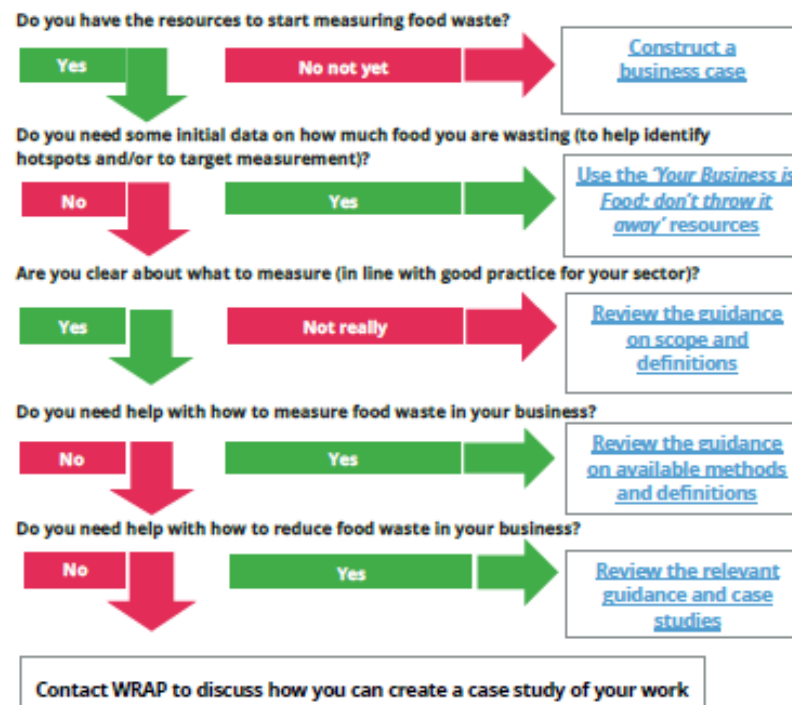 Do you have the resources to start measuring food waste?
Yes
No not yet
Construct a
business case
Do you need some initial data on how much food you are wasting (to help identify
hotspots and/or to target measurement)?
No
Yes
Use the 'Your Business is
Food: don't throw it
away' resources
Are you clear about what to measure (in line with good practice for your sector)?
Yes
Not really
Review the guidance
on scope and
definitions
Do you need help with how to measure food waste in your business?
No
Yes
Review the guidance
on available methods
and definitions
Do you need help with how to reduce food waste in your business?
No
Yes
Review the relevant
guidance and case
studies
Contact WRAP to discuss how you can create a case study of your work